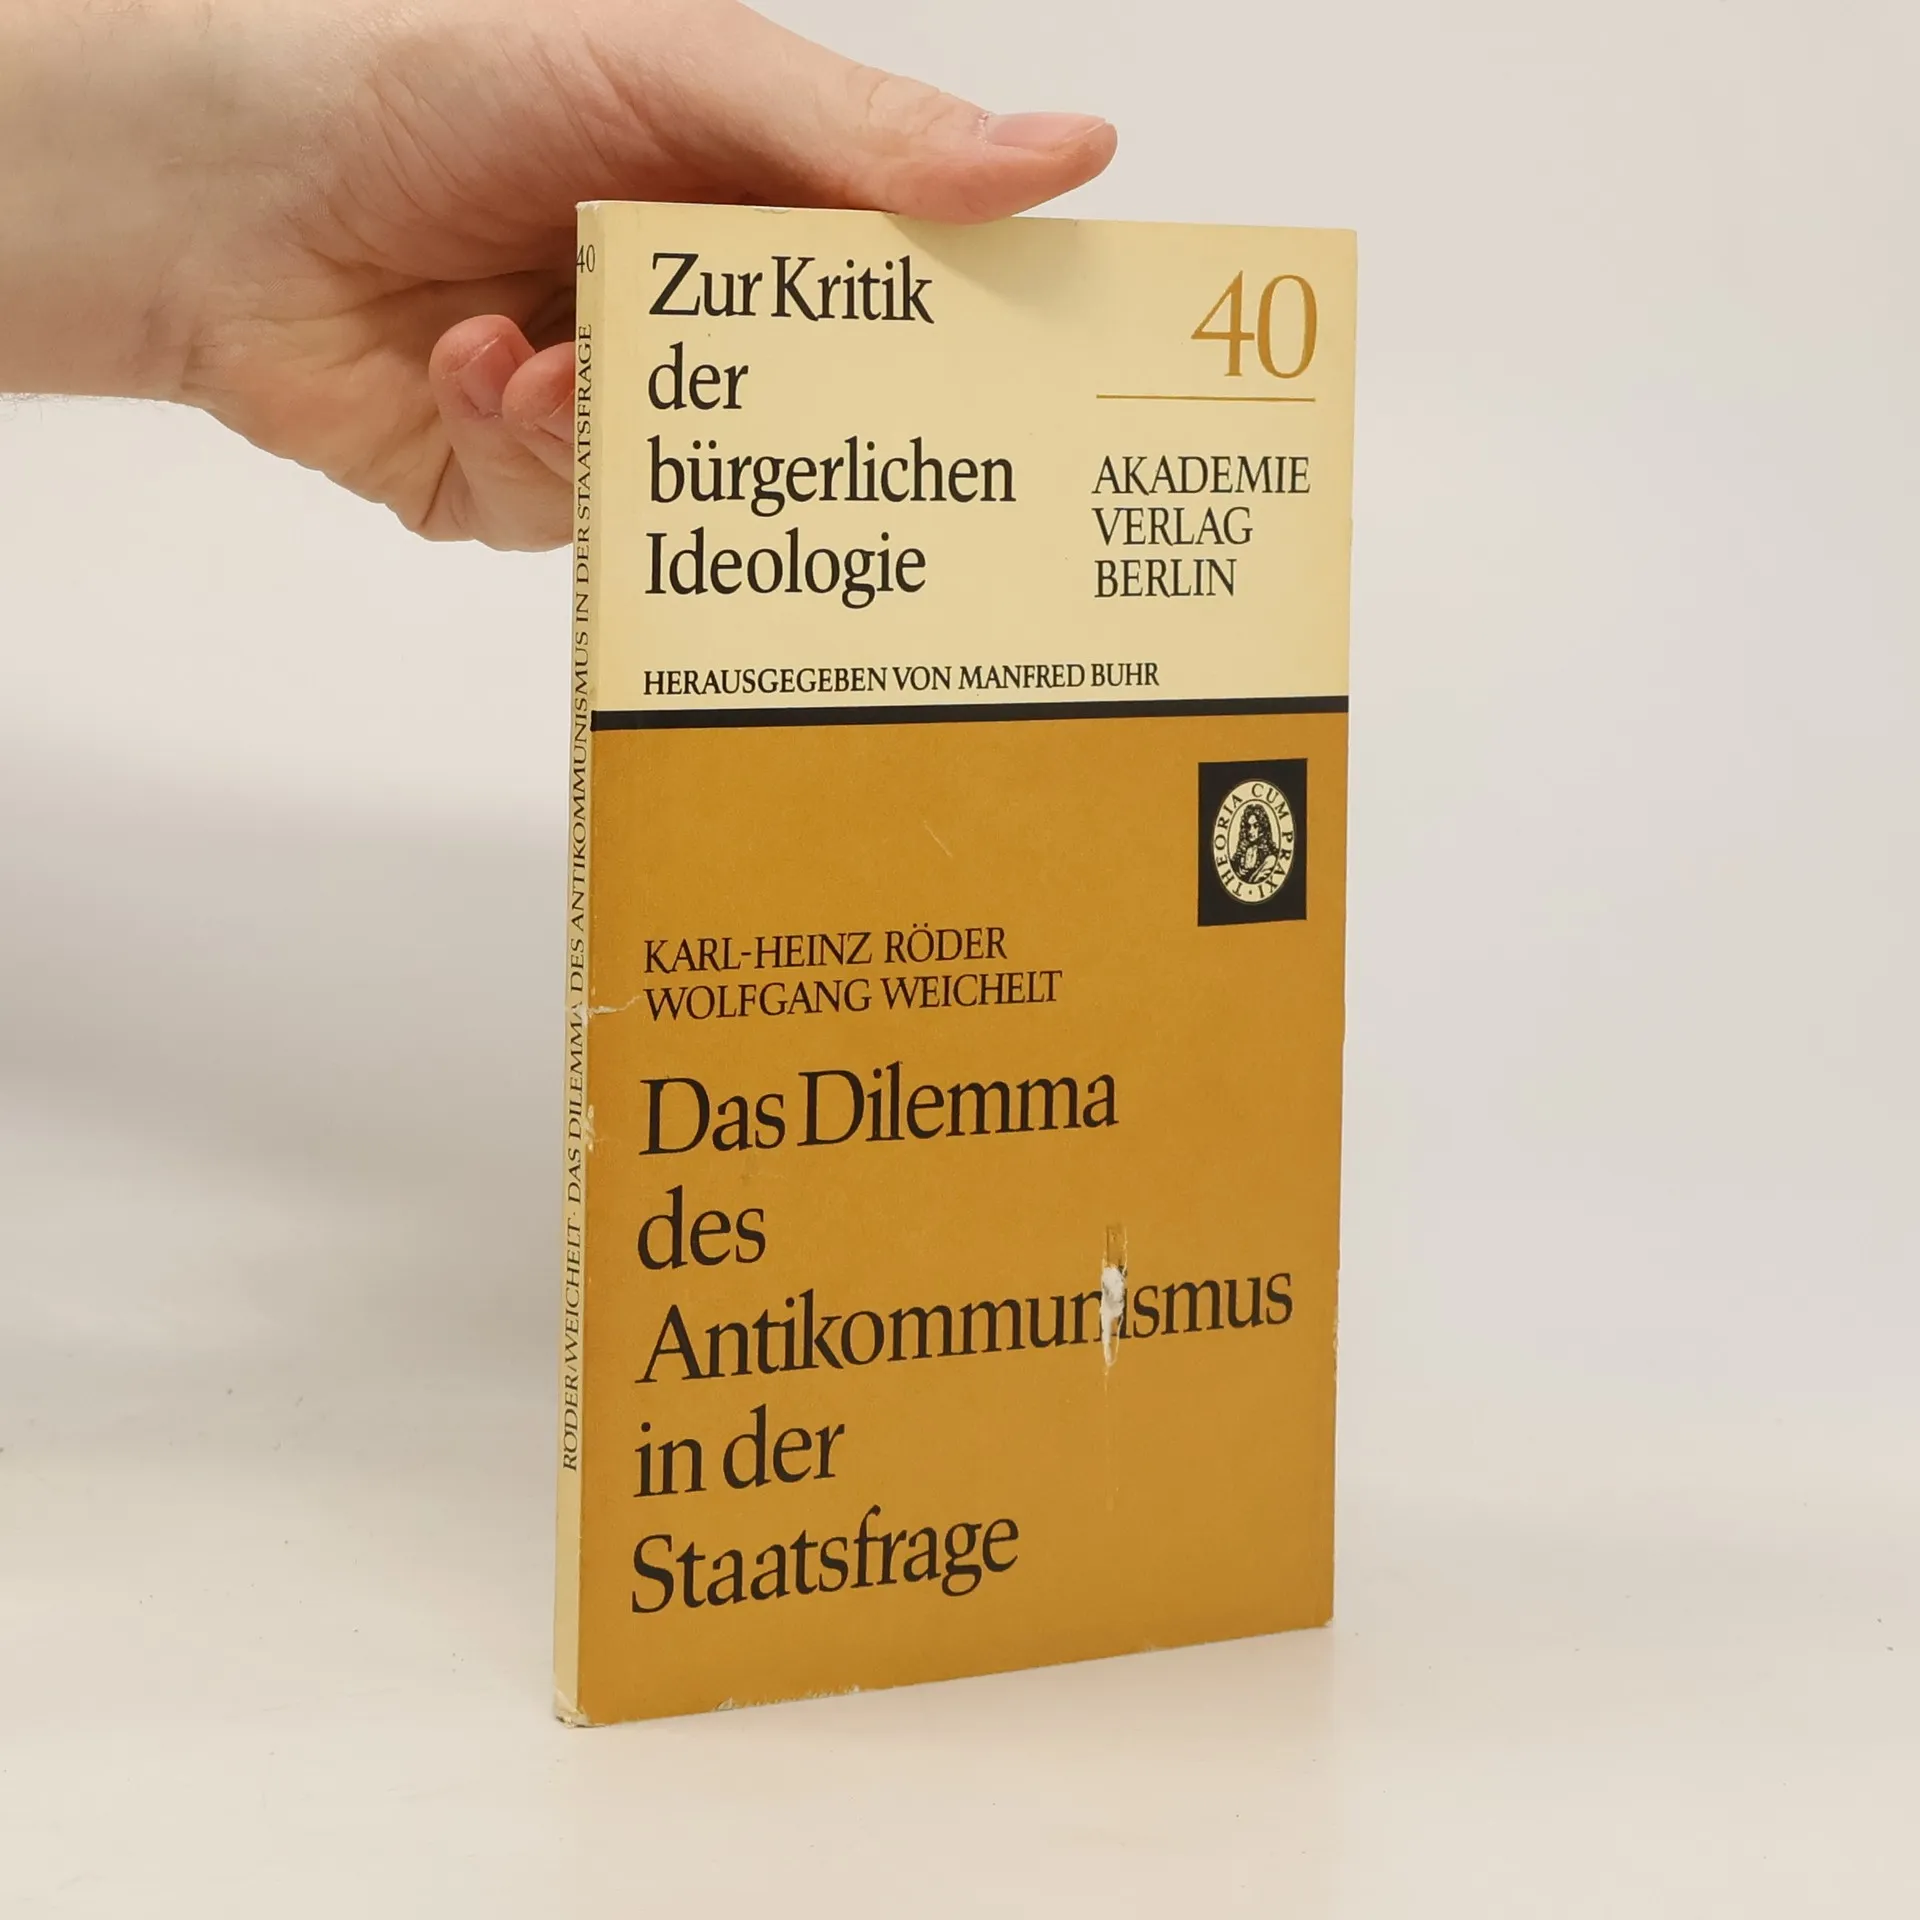 40
RÖDER/WEICHELT · DAS DILEMMA DES ANTIKOMMUNISMUS IN DER STAATSFRAGE
Zur Kritik
der
bürgerlichen
Ideologie
40
AKADEMIE
VERLAG
BERLIN
HERAUSGEGEBEN VON MANFRED BUHR
THEORIA CUM PRAXI
KARL-HEINZ RÖDER
WOLFGANG WEICHELT
Das Dilemma
des
Antikommunismus
in der
Staatsfrage